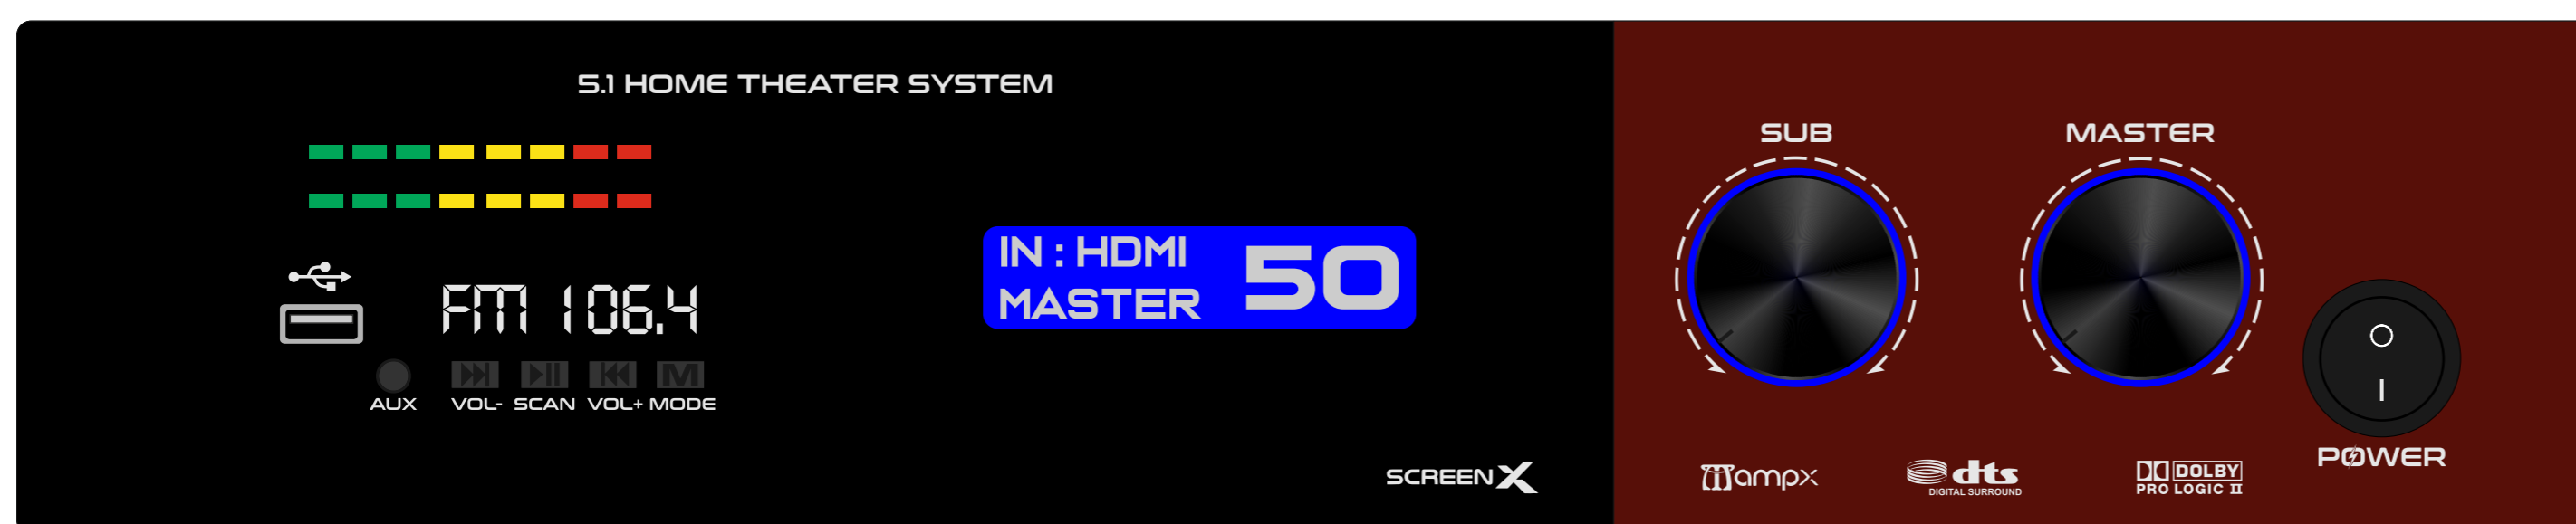 5.1 HOME THEATER SYSTEM
SUB
MASTER
IN : HDMI
MASTER
50
FM 106.4
M
AUX
VOL-
SCAN
VOL+
MODE
POWER
SCREEN X
ampx
dts
DIGITAL SURROUND
DOLBY
PRO LOGIC II